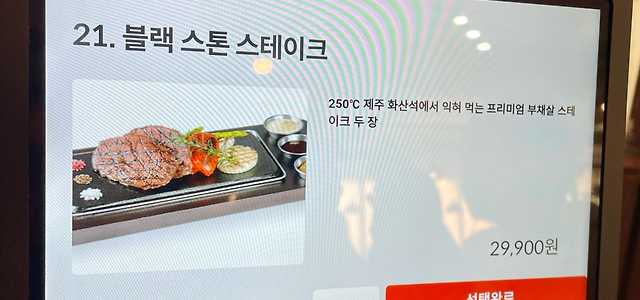 21. 블랙 스톤 스테이크
250℃ 제주 화산석에서 익혀 먹는 프리미엄 부채살 스테
이크 두 장
29,900원
선택완료